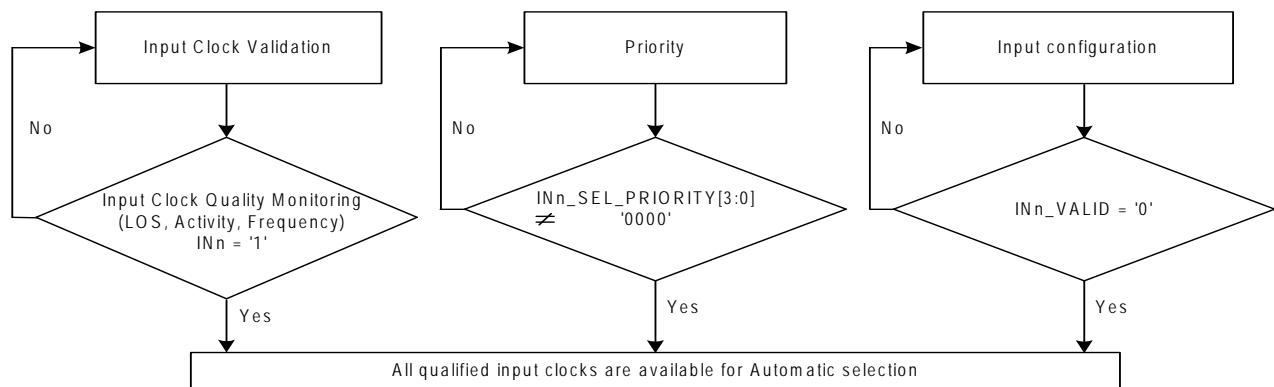 Input Clock Validation
Priority
Input configuration
No
No
No
Input Clock Quality Monitoring
(LOS, Activity, Frequency)
INn = '1'
INn_SEL_PRIORITY[3:0]
≠ '0000'
INn_VALID = '0'
Yes
Yes
Yes
All qualified input clocks are available for Automatic selection